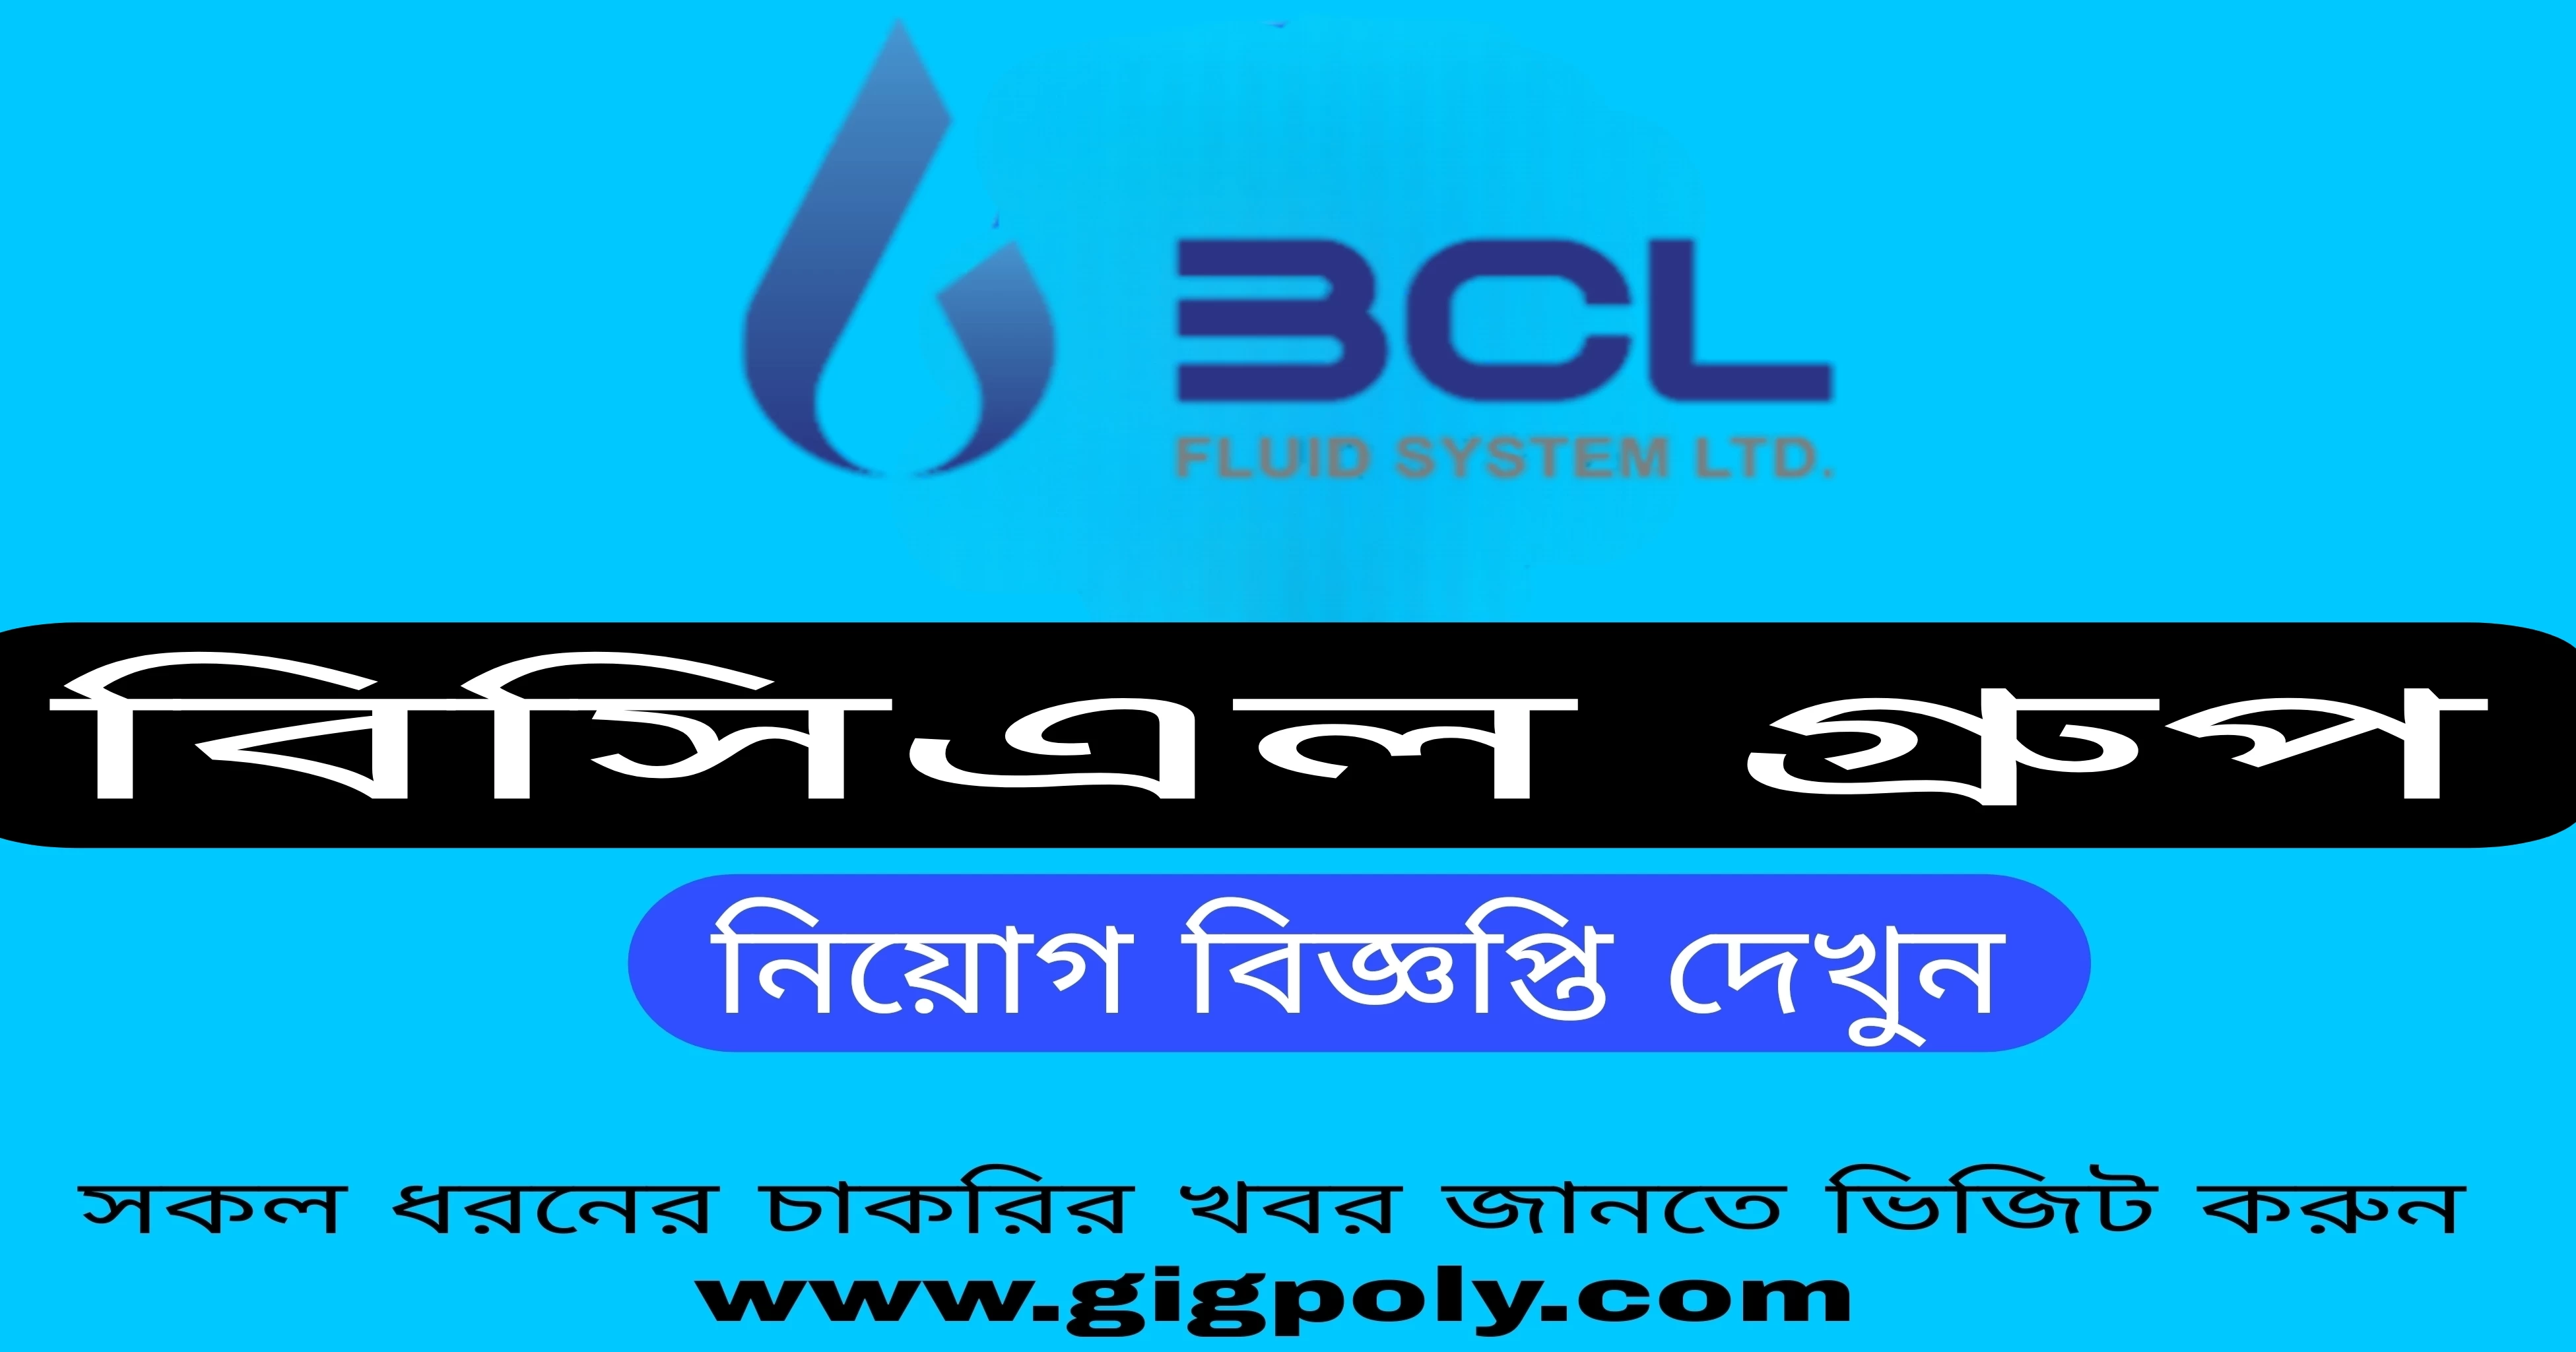 BCL
FLUID SYSTEM LTD.
বিসিএল গ্রুপ
নিয়োগ বিজ্ঞপ্তি দেখুন
সকল ধরনের চাকরির খবর জানতে ভিজিট করুন
www.gigpoly.com